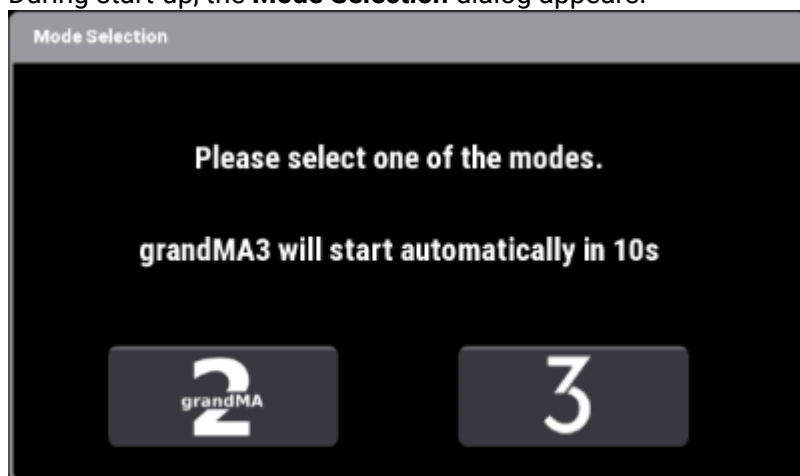 During start-up, the Mode Selection dialog appears:
Mode Selection
Please select one of the modes.
grandMA3 will start automatically in 10s
2 grandMA
3